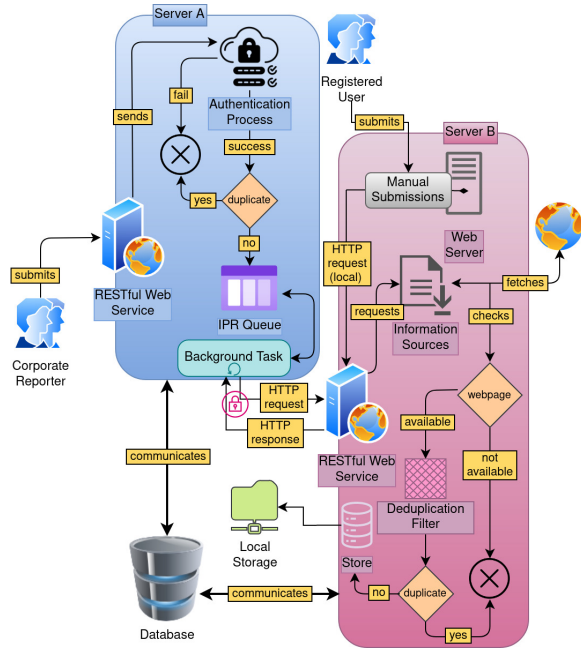 Server A
Registered
User
fail
sends
Authentication
Process
submits
Server B
success
Manual
Submissions
yes
duplicate
no
HTTP
request
(local)
Web
Server
submits
fetches
RESTful Web
Service
IPR Queue
requests
Information
Sources
checks
Corporate
Reporter
Background Task
HTTP
request
webpage
HTTP
response
available
not
available
communicates
RESTful Web
Service
Deduplication
Filter
Local
Storage
Store
communicates
no
duplicate
yes
Database